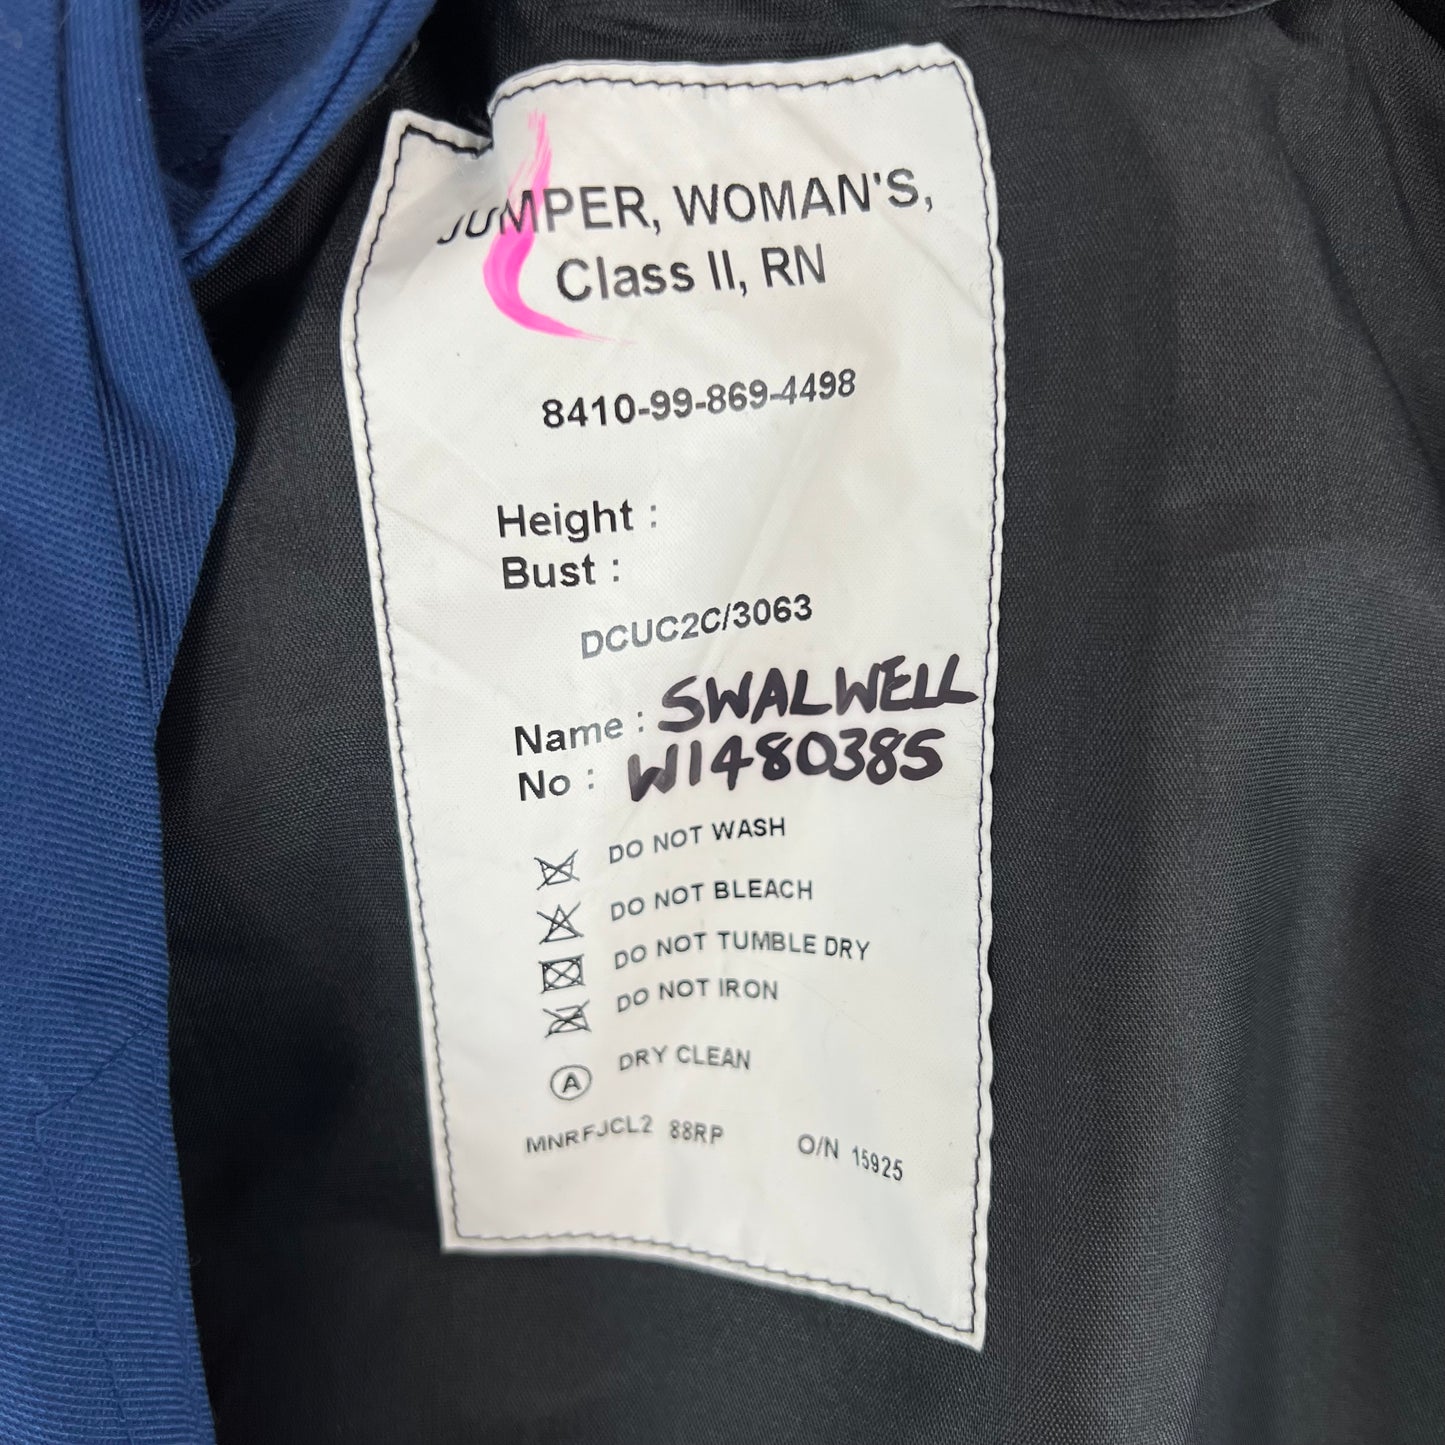 JUMPER, WOMAN'S,
Class II, RN
8410-99-869-4498
Height :
Bust :
DCUC2C/3063
Name : SWALWELL
No : W1480385
DO NOT WASH
DO NOT BLEACH
DO NOT TUMBLE DRY
DO NOT IRON
A DRY CLEAN
MNRFJCL2 88RP O/N 15925